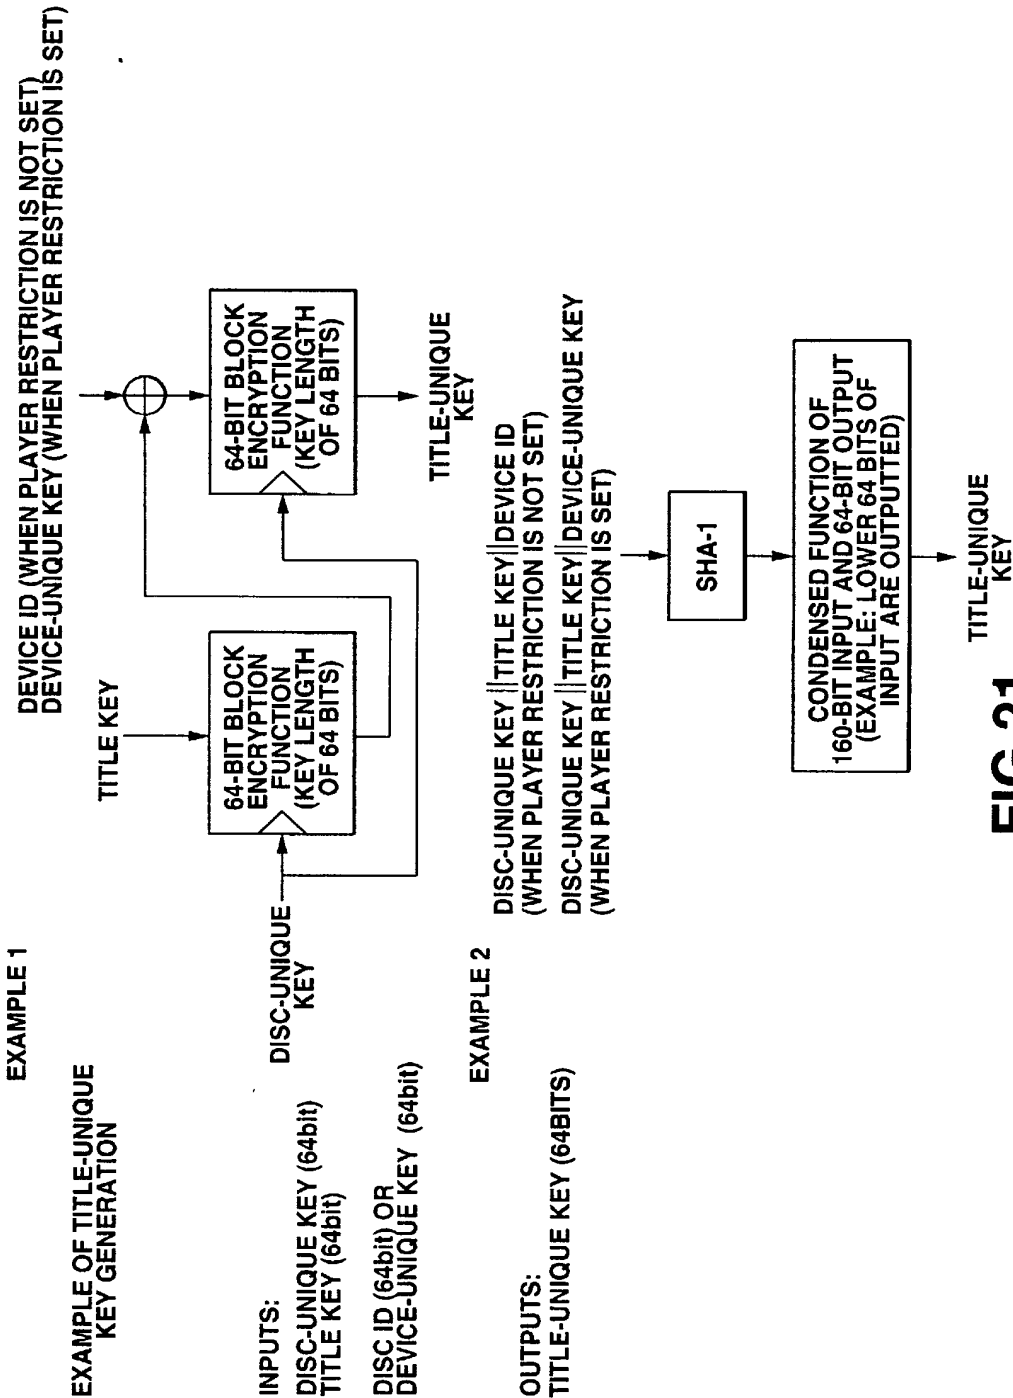 EXAMPLE OF TITLE-UNIQUE
KEY GENERATION
INPUTS:
DISC-UNIQUE KEY (64bit)
TITLE KEY (64bit)
DISC ID (64bit) OR
DEVICE-UNIQUE KEY (64bit)
OUTPUTS:
TITLE-UNIQUE KEY (64BITS)
EXAMPLE 1
DEVICE ID (WHEN PLAYER RESTRICTION IS NOT SET)
DEVICE-UNIQUE KEY (WHEN PLAYER RESTRICTION IS SET)
TITLE KEY
DISC-UNIQUE
KEY
64-BIT BLOCK
ENCRYPTION
FUNCTION
(KEY LENGTH
OF 64 BITS)
64-BIT BLOCK
ENCRYPTION
FUNCTION
(KEY LENGTH
OF 64 BITS)
TITLE-UNIQUE
KEY
EXAMPLE 2
DISC-UNIQUE KEY ||TITLE KEY||DEVICE ID
(WHEN PLAYER RESTRICTION IS NOT SET)
DISC-UNIQUE KEY ||TITLE KEY||DEVICE-UNIQUE KEY
(WHEN PLAYER RESTRICTION IS SET)
SHA-1
CONDENSED FUNCTION OF
160-BIT INPUT AND 64-BIT OUTPUT
(EXAMPLE: LOWER 64 BITS OF
INPUT ARE OUTPUTTED)
TITLE-UNIQUE
KEY
FIG.21